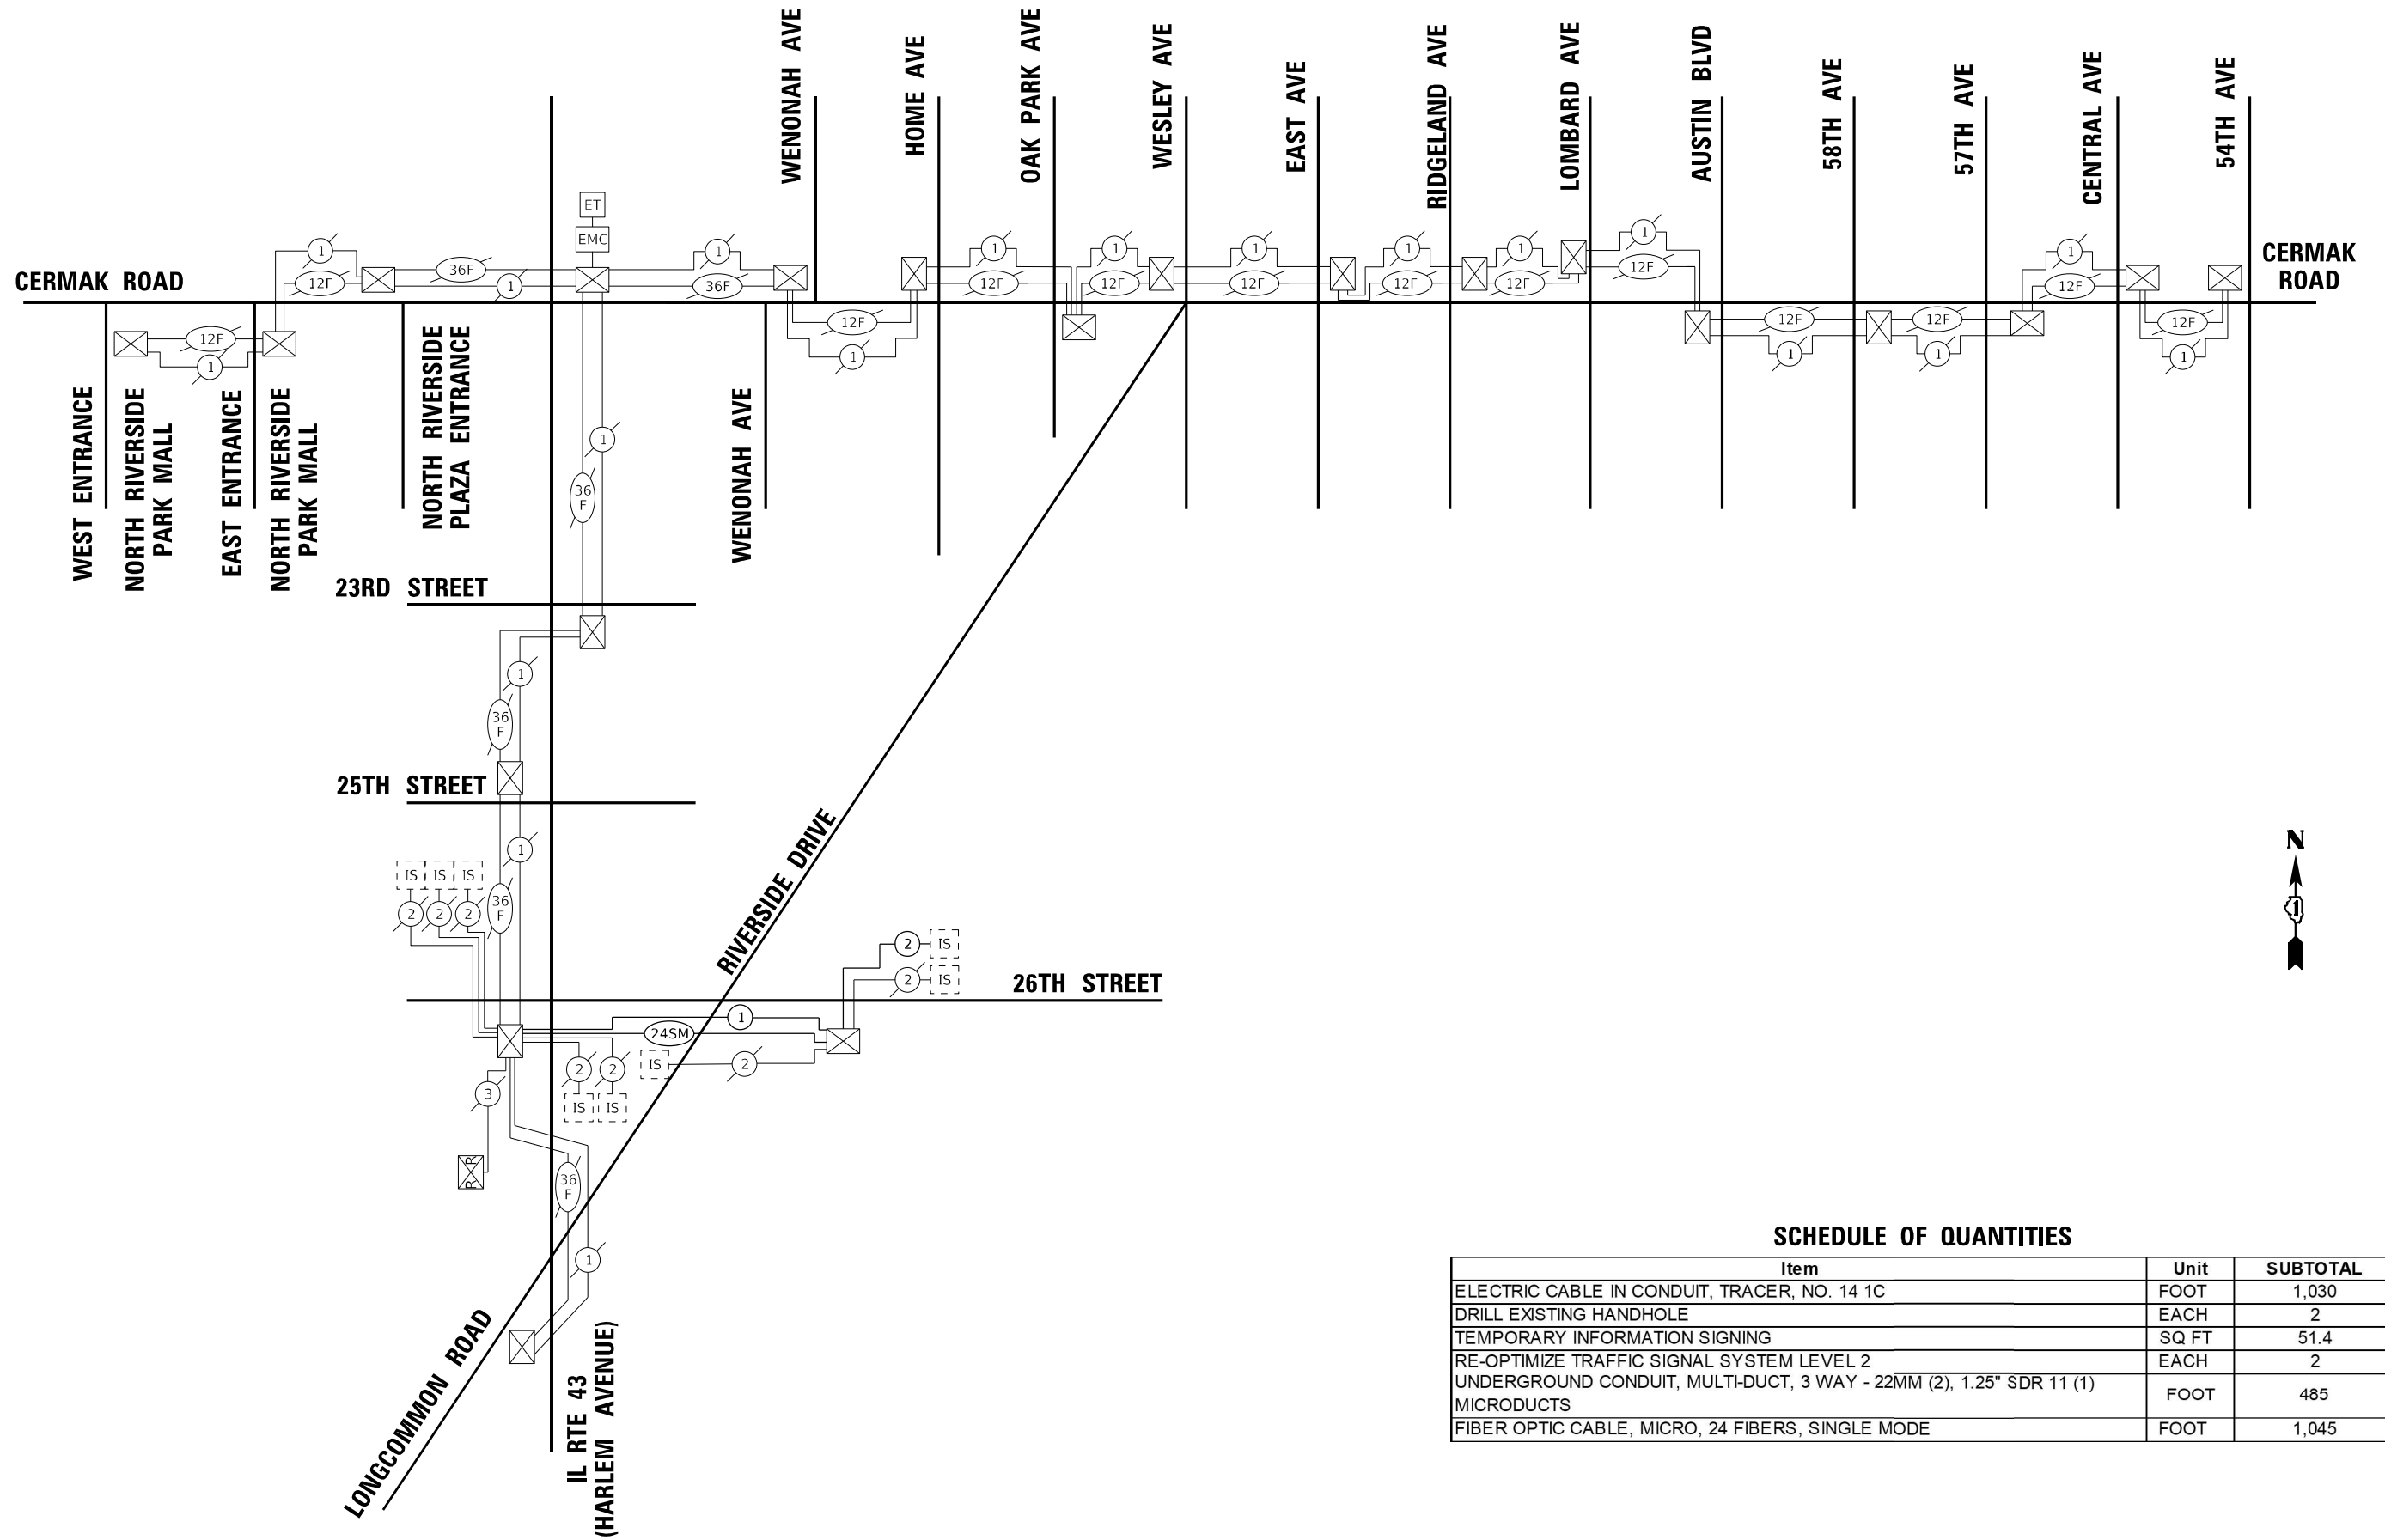 WENONAH AVE
HOME AVE
OAK PARK AVE
WESLEY AVE
EAST AVE
RIDGELAND AVE
LOMBARD AVE
AUSTIN BLVD
58TH AVE
57TH AVE
CENTRAL AVE
54TH AVE
ET
EMC
1
1
1
1
1
1
1
1
1
CERMAK ROAD
CERMAK
ROAD
36F
12F
1
36F
12F
12F
12F
12F
12F
12F
12F
12F
12F
12F
12F
12F
1
1
1
1
1
WEST ENTRANCE
NORTH RIVERSIDE
PARK MALL
EAST ENTRANCE
NORTH RIVERSIDE
PARK MALL
NORTH RIVERSIDE
PLAZA ENTRANCE
WENONAH AVE
1
36
F
23RD STREET
1
36
F
25TH STREET
1
IS IS IS
2 2 2
36
F
RIVERSIDE DRIVE
N
1
2 IS
2 IS
26TH STREET
1
24SM
IS 2
2 2
IS IS
3
RR
36
F
1
LONGCOMMON ROAD
IL RTE 43
(HARLEM AVENUE)
SCHEDULE OF QUANTITIES
Item Unit SUBTOTAL
ELECTRIC CABLE IN CONDUIT, TRACER, NO. 14 1C FOOT 1,030
DRILL EXISTING HANDHOLE EACH 2
TEMPORARY INFORMATION SIGNING SQ FT 51.4
RE-OPTIMIZE TRAFFIC SIGNAL SYSTEM LEVEL 2 EACH 2
UNDERGROUND CONDUIT, MULTI-DUCT, 3 WAY - 22MM (2), 1.25" SDR 11 (1)
MICRODUCTS FOOT 485
FIBER OPTIC CABLE, MICRO, 24 FIBERS, SINGLE MODE FOOT 1,045